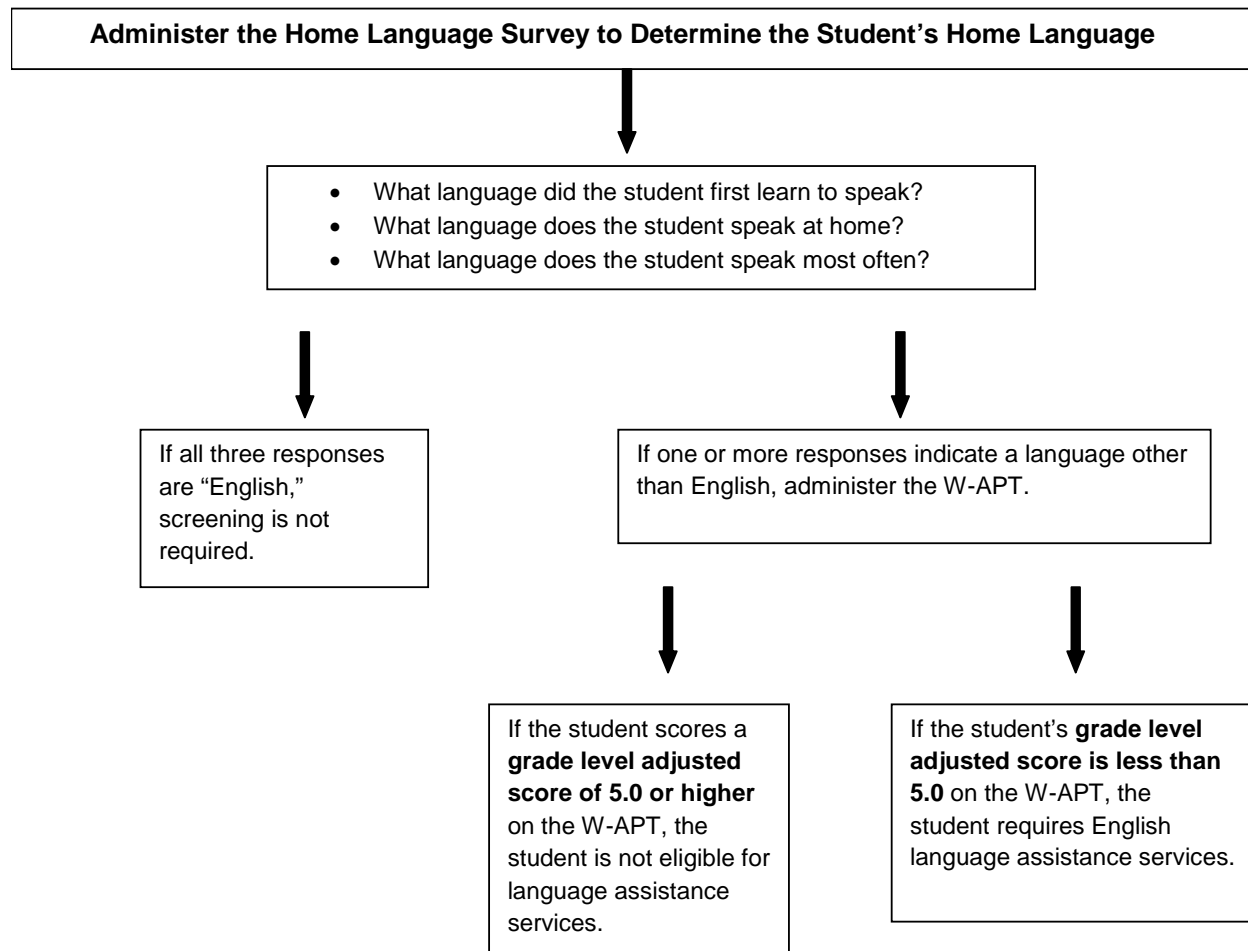 Administer the Home Language Survey to Determine the Student’s Home Language
• What language did the student first learn to speak?
• What language does the student speak at home?
• What language does the student speak most often?
If all three responses
are “English,”
screening is not
required.
If one or more responses indicate a language other
than English, administer the W-APT.
If the student scores a
grade level adjusted
score of 5.0 or higher
on the W-APT, the
student is not eligible for
language assistance
services.
If the student’s grade level
adjusted score is less than
5.0 on the W-APT, the
student requires English
language assistance services.